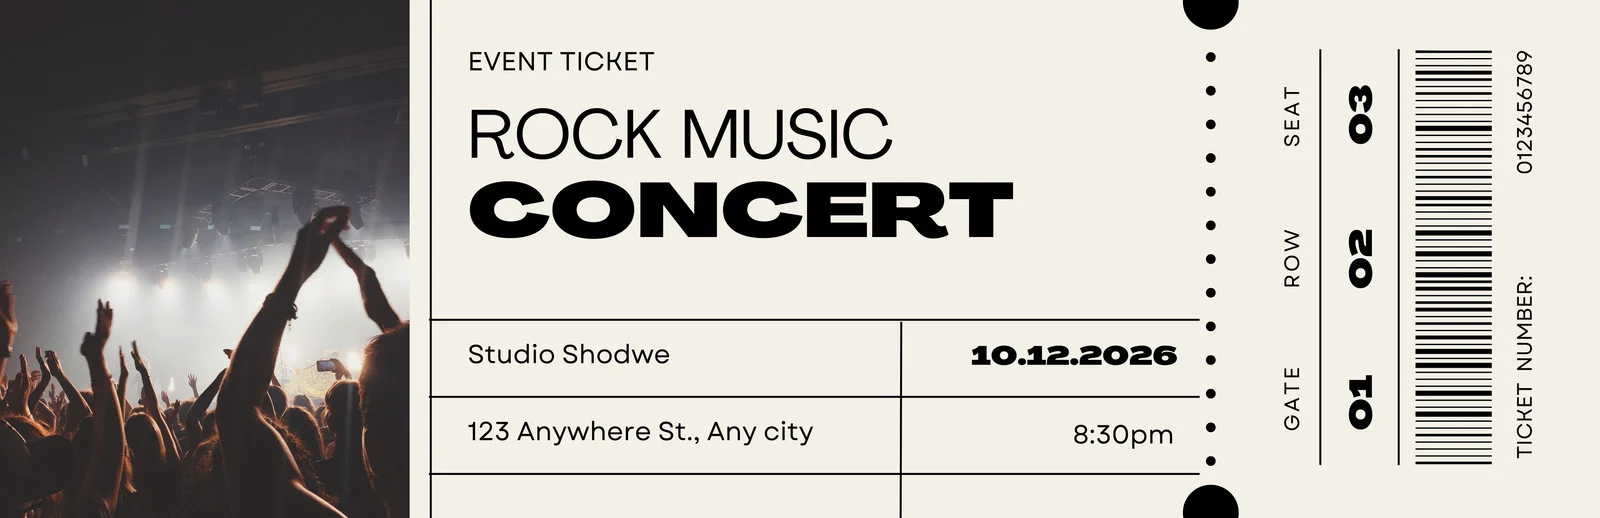 EVENT TICKET
ROCK MUSIC
CONCERT
Studio Shodwe
10.12.2026
123 Anywhere St., Any city
8:30pm
GATE ROW SEAT
01 02 03
TICKET NUMBER: 0123456789